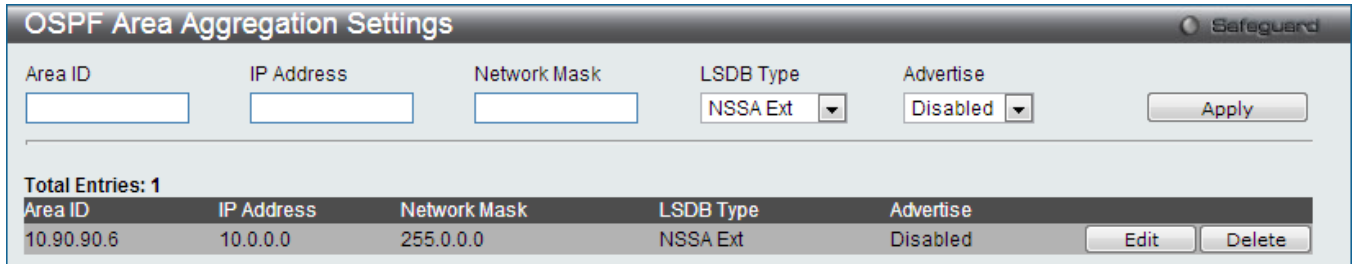 OSPF Area Aggregation Settings
Safeguard
Area ID IP Address Network Mask LSDB Type Advertise
NSSA Ext Disabled Apply
Total Entries: 1
Area ID IP Address Network Mask LSDB Type Advertise
10.90.90.6 10.0.0.0 255.0.0.0 NSSA Ext Disabled Edit Delete